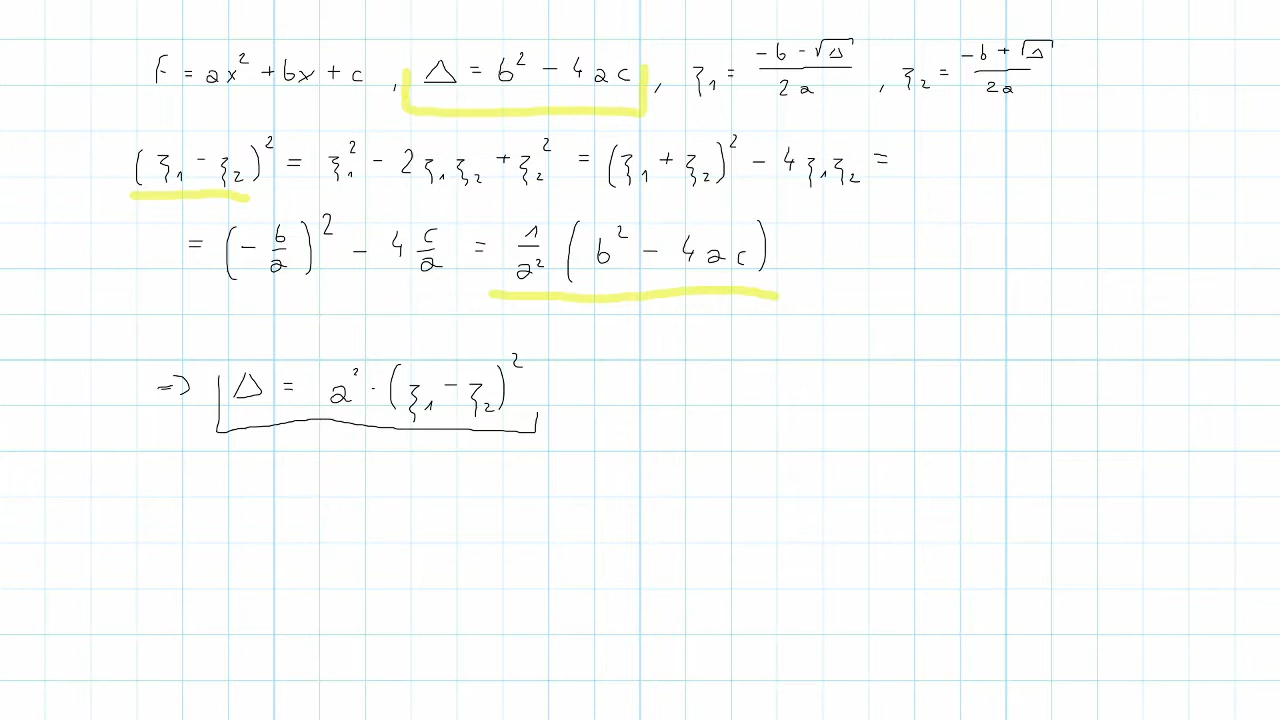 F = ax² + bx + c , Δ = b² - 4ac , ξ₁ = (-b - √Δ)/(2a) , ξ₂ = (-b + √Δ)/(2a)
(ξ₁ - ξ₂)² = ξ₁² - 2ξ₁ξ₂ + ξ₂² = (ξ₁ + ξ₂)² - 4ξ₁ξ₂ =
= (-b/a)² - 4 c/a = 1/a² (b² - 4ac)
=> Δ = a² · (ξ₁ - ξ₂)²